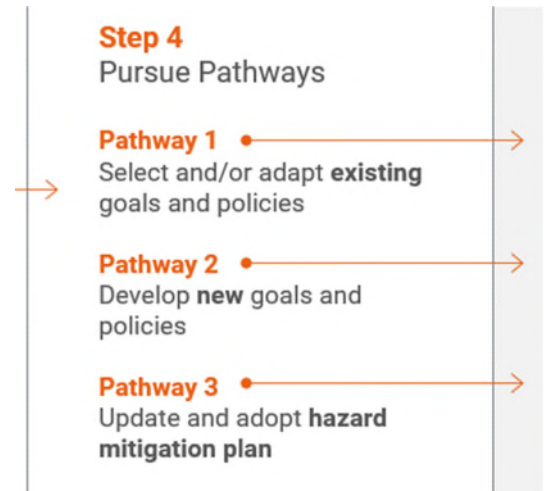 Step 4
Pursue Pathways
Pathway 1
Select and/or adapt existing
goals and policies
Pathway 2
Develop new goals and
policies
Pathway 3
Update and adopt hazard
mitigation plan